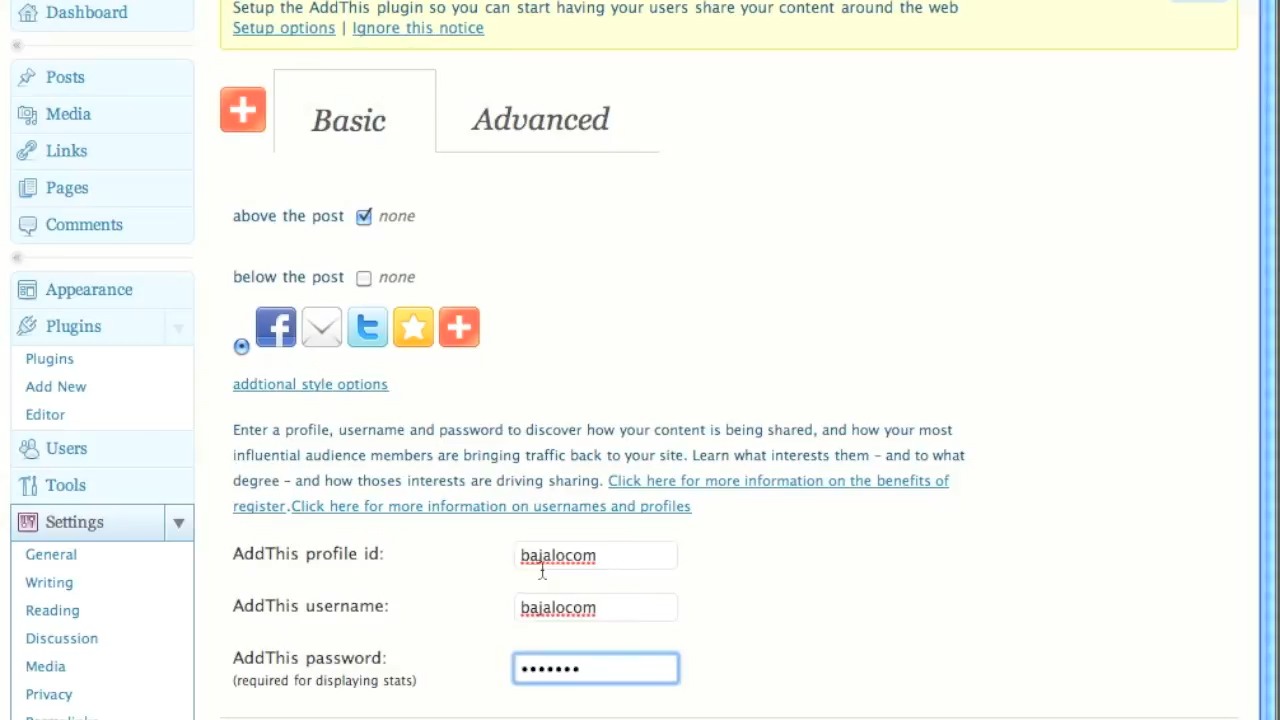 Dashboard
Posts
Media
Links
Pages
Comments
Appearance
Plugins
Plugins
Add New
Editor
Users
Tools
Settings
General
Writing
Reading
Discussion
Media
Privacy
Setup the AddThis plugin so you can start having your users share your content around the web
Setup options | Ignore this notice
Basic
Advanced
above the post none
below the post none
addtional style options
Enter a profile, username and password to discover how your content is being shared, and how your most
influential audience members are bringing traffic back to your site. Learn what interests them - and to what
degree - and how thoses interests are driving sharing. Click here for more information on the benefits of
register.Click here for more information on usernames and profiles
AddThis profile id: bajalocom
AddThis username: bajalocom
AddThis password: •••••••
(required for displaying stats)